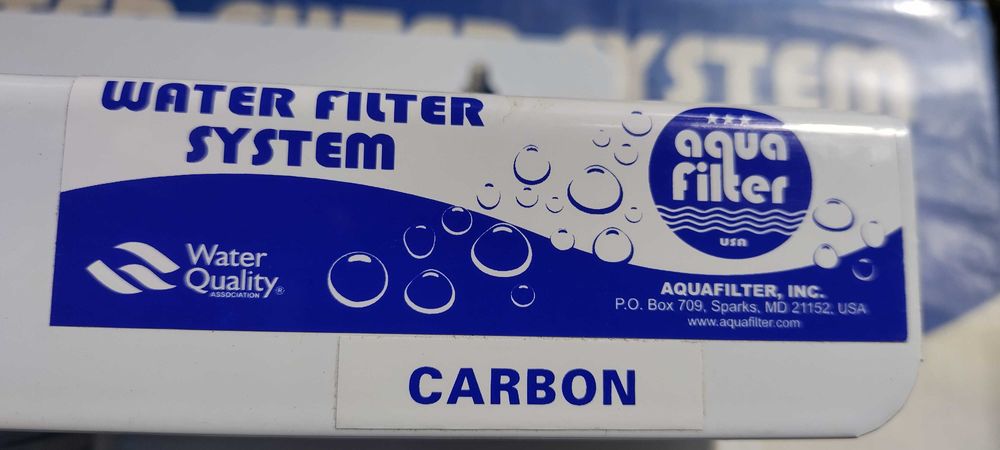 WATER FILTER
SYSTEM
aqua
filter
USA
Water
Quality
ASSOCIATION ®
AQUAFILTER, INC.
P.O. Box 709, Sparks, MD 21152, USA
www.aquafilter.com
CARBON
SYSTEM